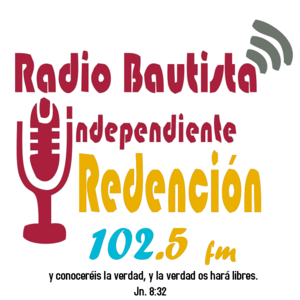 Radio Bautista
independiente
Redención
102.5 fm
y conoceréis la verdad, y la verdad os hará libres.
Jn. 8:32